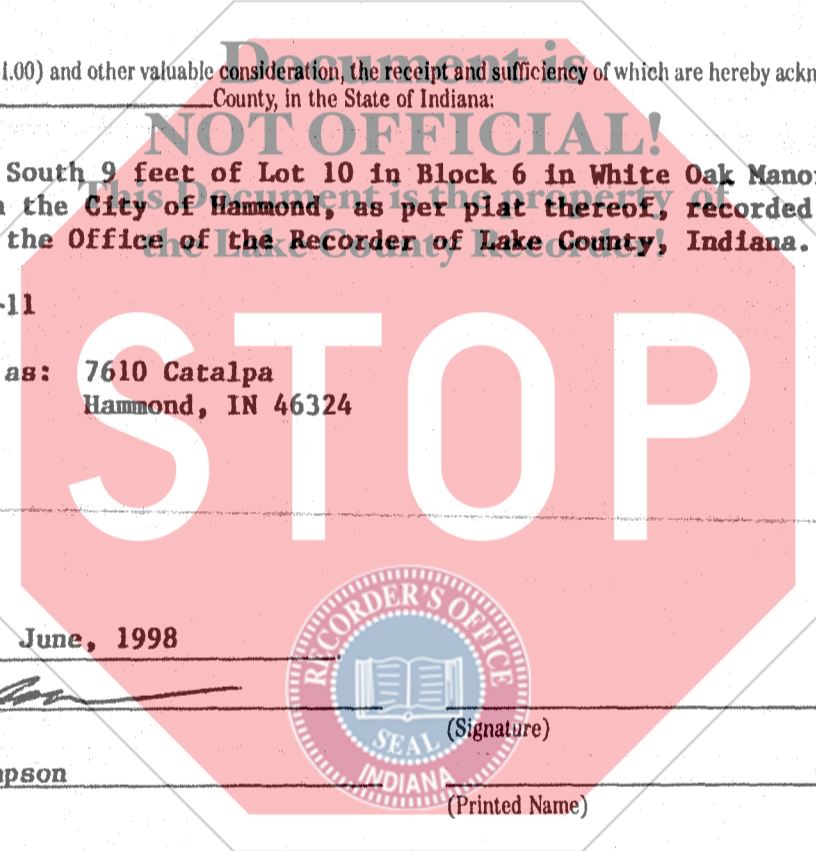 Document is
1.00) and other valuable consideration, the receipt and sufficiency of which are hereby ackn
County, in the State of Indiana:
NOT OFFICIAL!
South 9 feet of Lot 10 in Block 6 in White Oak Manor
This Document is the property of
the City of Hammond, as per plat thereof, recorded
the Office of the Recorder of Lake County, Indiana.
the Lake County Recorder!
-11
STOP
as: 7610 Catalpa
Hammond, IN 46324
June, 1998
RECORDER'S OFFICE
SEAL
INDIANA
(Signature)
mpson
(Printed Name)